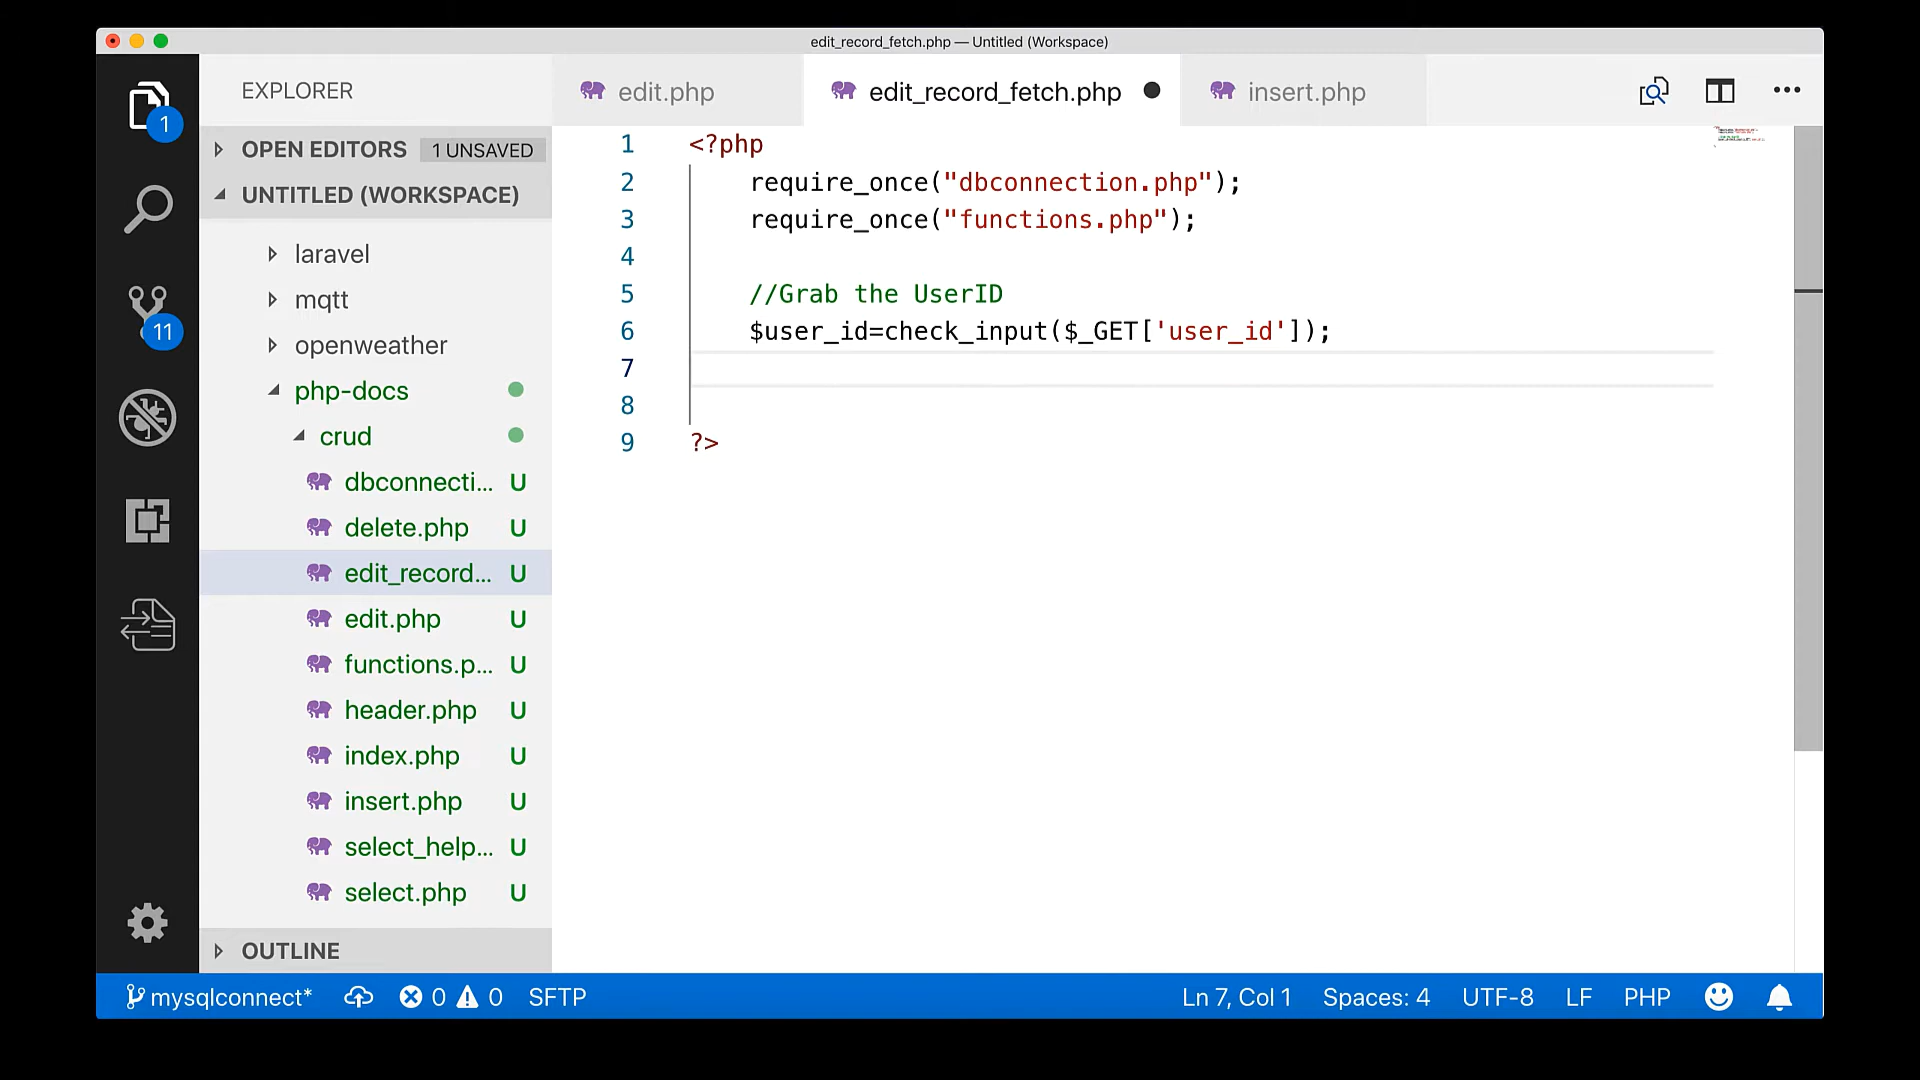 edit_record_fetch.php — Untitled (Workspace)
EXPLORER
edit.php
edit_record_fetch.php
insert.php
1
OPEN EDITORS 1 UNSAVED
UNTITLED (WORKSPACE)
laravel
mqtt
11
openweather
php-docs
crud
dbconnecti... U
delete.php U
edit_record... U
edit.php U
functions.p... U
header.php U
index.php U
insert.php U
select_help... U
select.php U
OUTLINE
1 <?php
2 require_once("dbconnection.php");
3 require_once("functions.php");
4
5 //Grab the UserID
6 $user_id=check_input($_GET['user_id']);
7
8
9 ?>
mysqlconnect* 0 0 SFTP Ln 7, Col 1 Spaces: 4 UTF-8 LF PHP